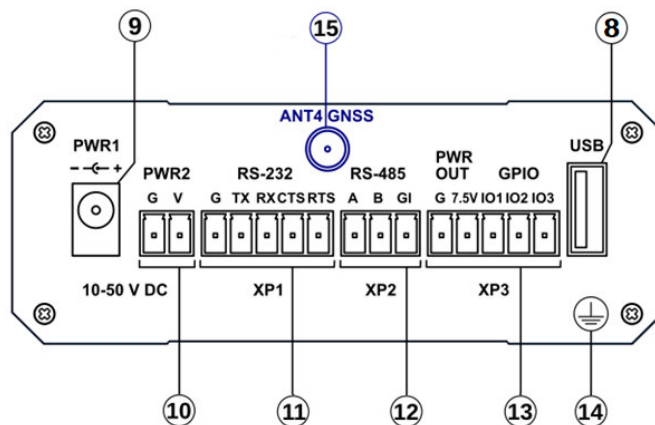 9
15
8
ANT4 GNSS
PWR1
- +
PWR2
RS-232
RS-485
PWR OUT
GPIO
USB
G V
G TX RX CTS RTS
A B GI
G 7.5V IO1 IO2 IO3
10-50 V DC
XP1
XP2
XP3
10
11
12
13
14